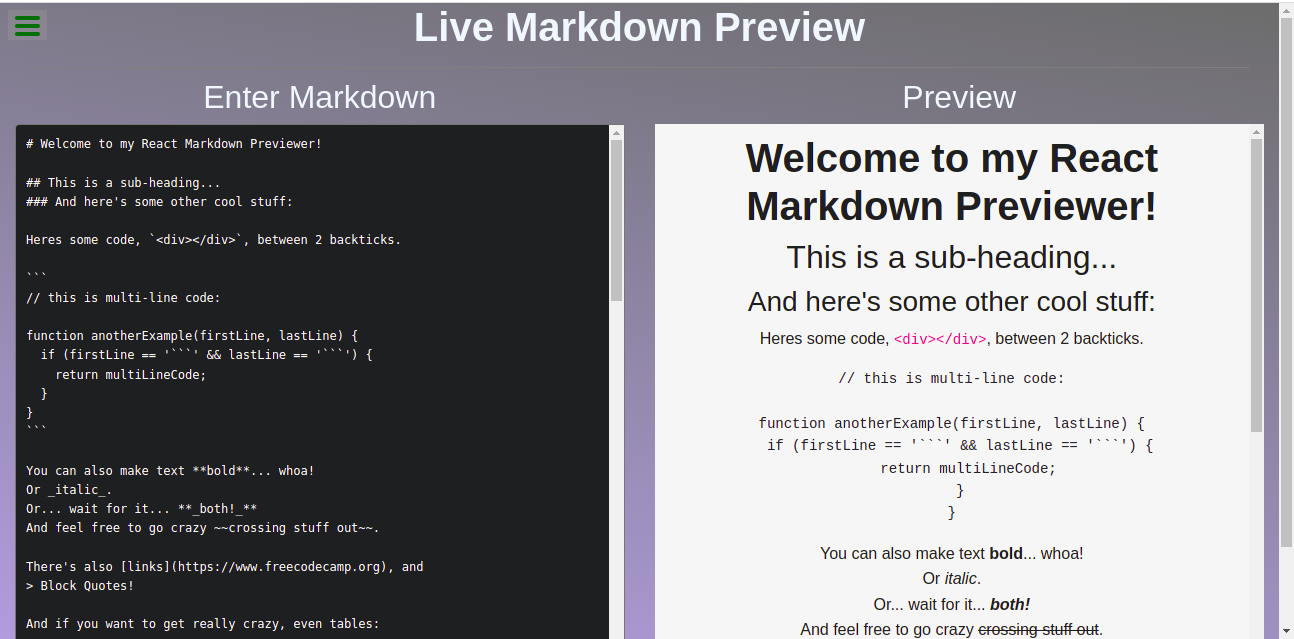 Live Markdown Preview
Enter Markdown
# Welcome to my React Markdown Previewer!
## This is a sub-heading...
### And here's some other cool stuff:
Heres some code, `<div></div>`, between 2 backticks.
```
// this is multi-line code:
function anotherExample(firstLine, lastLine) {
  if (firstLine == '```' && lastLine == '```') {
    return multiLineCode;
  }
}
```
You can also make text **bold**... whoa!
Or _italic_.
Or... wait for it... **_both!_**
And feel free to go crazy ~~crossing stuff out~~.
There's also [links](https://www.freecodecamp.org), and
> Block Quotes!
And if you want to get really crazy, even tables:
Preview
Welcome to my React
Markdown Previewer!
This is a sub-heading...
And here's some other cool stuff:
Heres some code, <div></div>, between 2 backticks.
// this is multi-line code:
function anotherExample(firstLine, lastLine) {
if (firstLine == '```' && lastLine == '```') {
return multiLineCode;
}
}
You can also make text bold... whoa!
Or italic.
Or... wait for it... both!
And feel free to go crazy crossing stuff out.